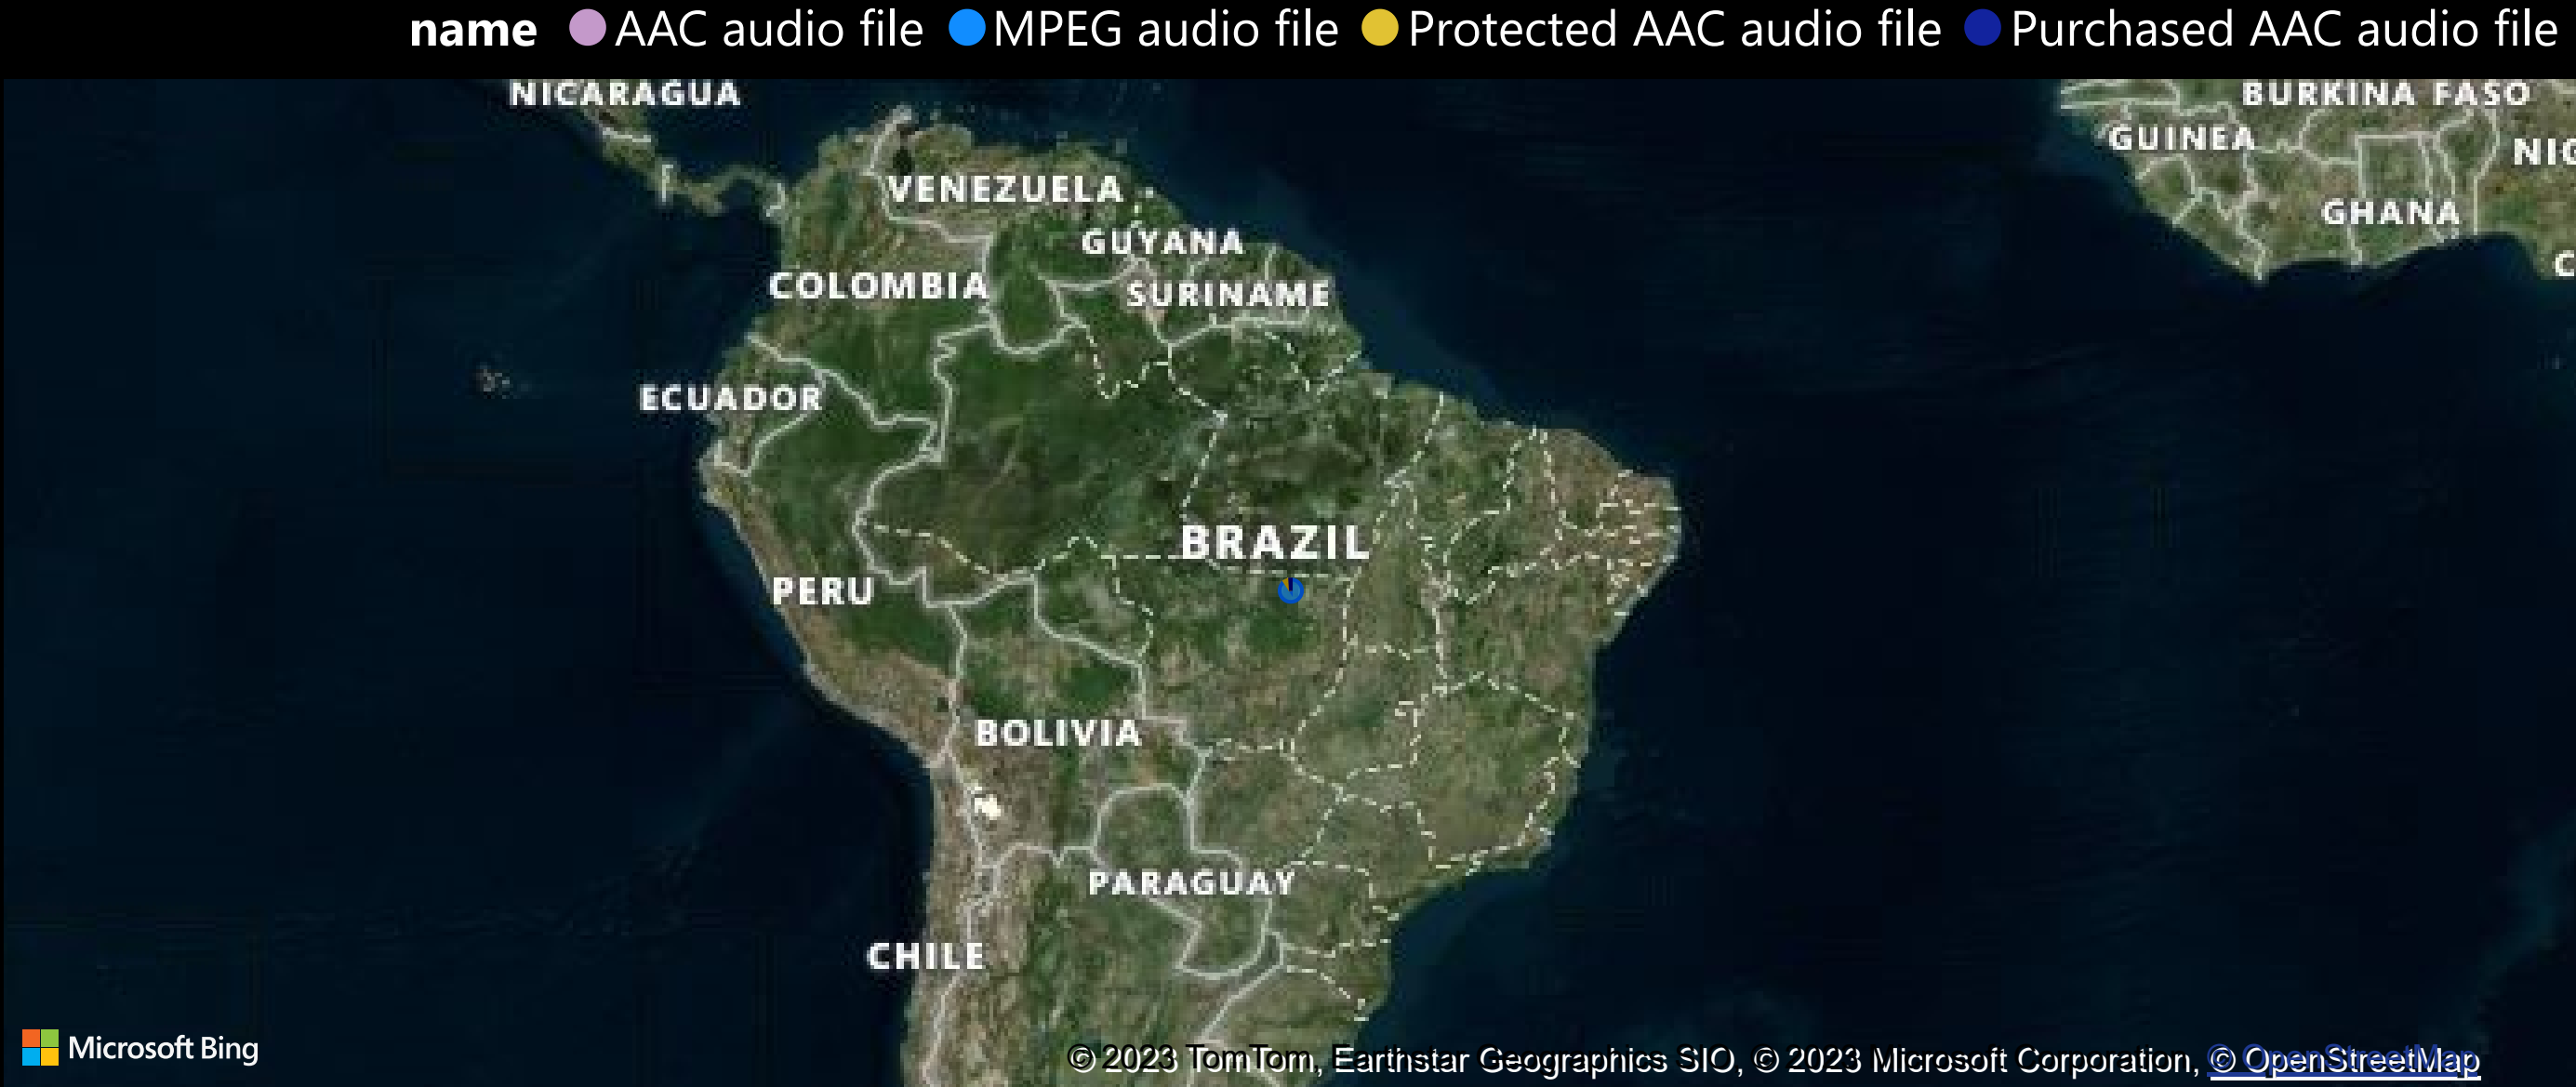 name AAC audio file MPEG audio file Protected AAC audio file Purchased AAC audio file
NICARAGUA
BURKINA FASO
GUINEA
NIG
VENEZUELA
GHANA
GUYANA
C
COLOMBIA
SURINAME
ECUADOR
BRAZIL
PERU
BOLIVIA
PARAGUAY
CHILE
Microsoft Bing
© 2023 TomTom, Earthstar Geographics SIO, © 2023 Microsoft Corporation, © OpenStreetMap